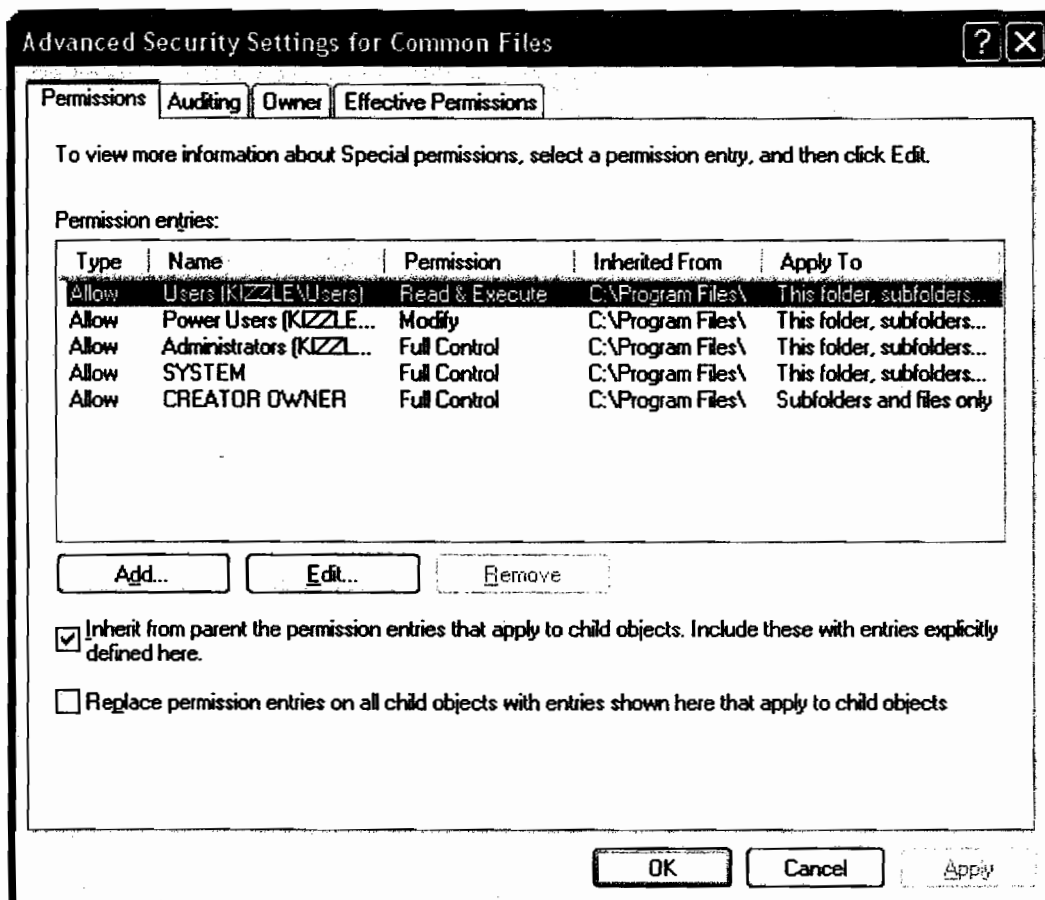 Advanced Security Settings for Common Files
Permissions Auditing Owner Effective Permissions
To view more information about Special permissions, select a permission entry, and then click Edit.
Permission entries:
Type Name Permission Inherited From Apply To
Allow Users (KIZZLE\Users) Read & Execute C:\Program Files\ This folder, subfolders...
Allow Power Users (KIZZLE... Modify C:\Program Files\ This folder, subfolders...
Allow Administrators (KIZZL... Full Control C:\Program Files\ This folder, subfolders...
Allow SYSTEM Full Control C:\Program Files\ This folder, subfolders...
Allow CREATOR OWNER Full Control C:\Program Files\ Subfolders and files only
Add... Edit... Remove
Inherit from parent the permission entries that apply to child objects. Include these with entries explicitly
defined here.
Replace permission entries on all child objects with entries shown here that apply to child objects
OK Cancel Apply